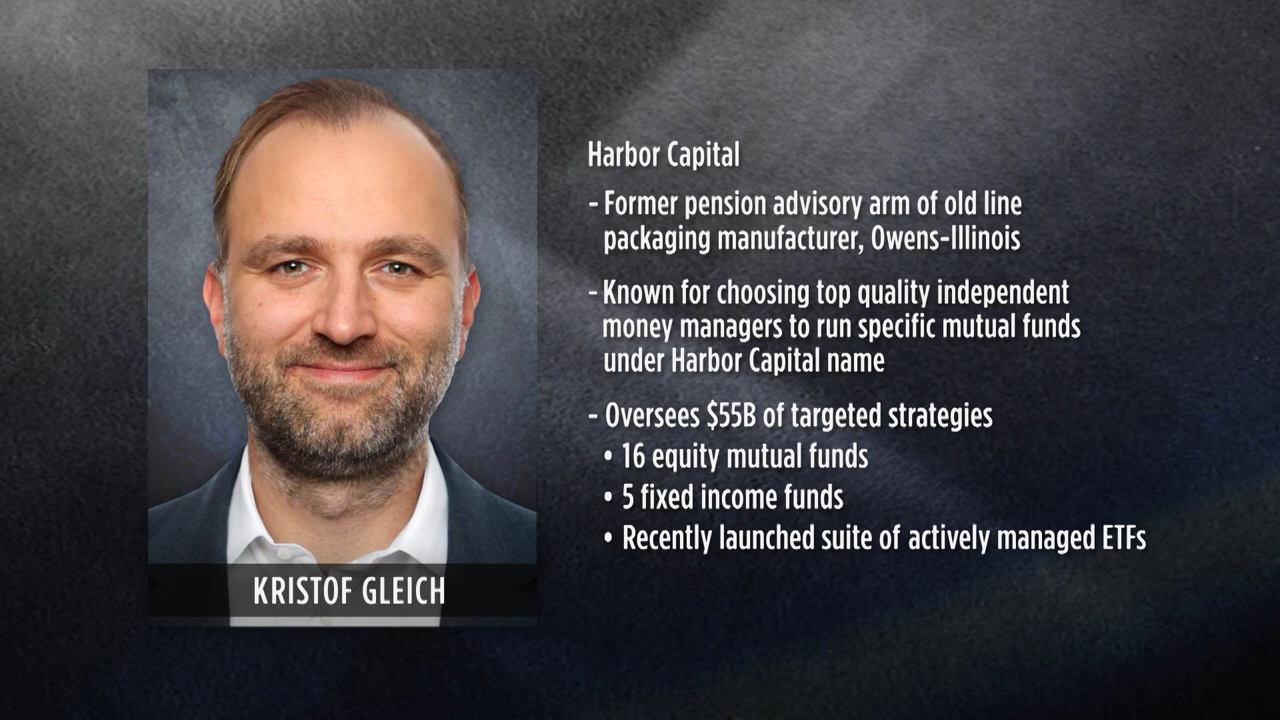 Harbor Capital
- Former pension advisory arm of old line
packaging manufacturer, Owens-Illinois
- Known for choosing top quality independent
money managers to run specific mutual funds
under Harbor Capital name
- Oversees $55B of targeted strategies
• 16 equity mutual funds
• 5 fixed income funds
• Recently launched suite of actively managed ETFs
KRISTOF GLEICH